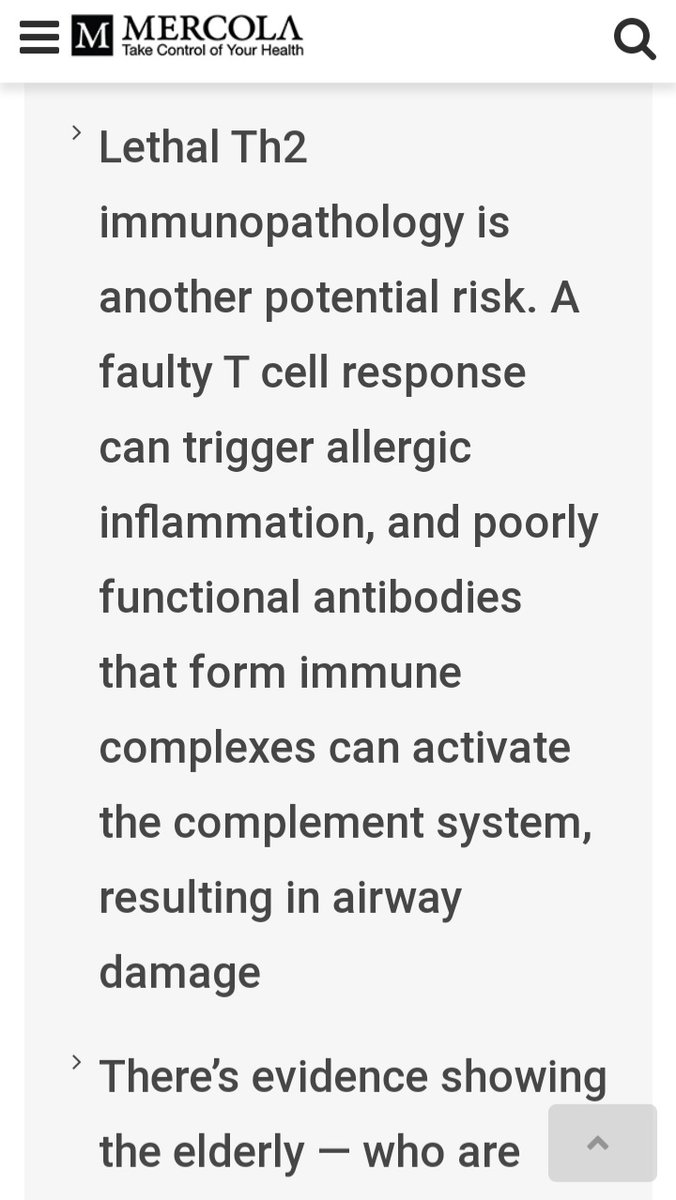 M MERCOLA
Take Control of Your Health
Lethal Th2
immunopathology is
another potential risk. A
faulty T cell response
can trigger allergic
inflammation, and poorly
functional antibodies
that form immune
complexes can activate
the complement system,
resulting in airway
damage
There’s evidence showing
the elderly — who are